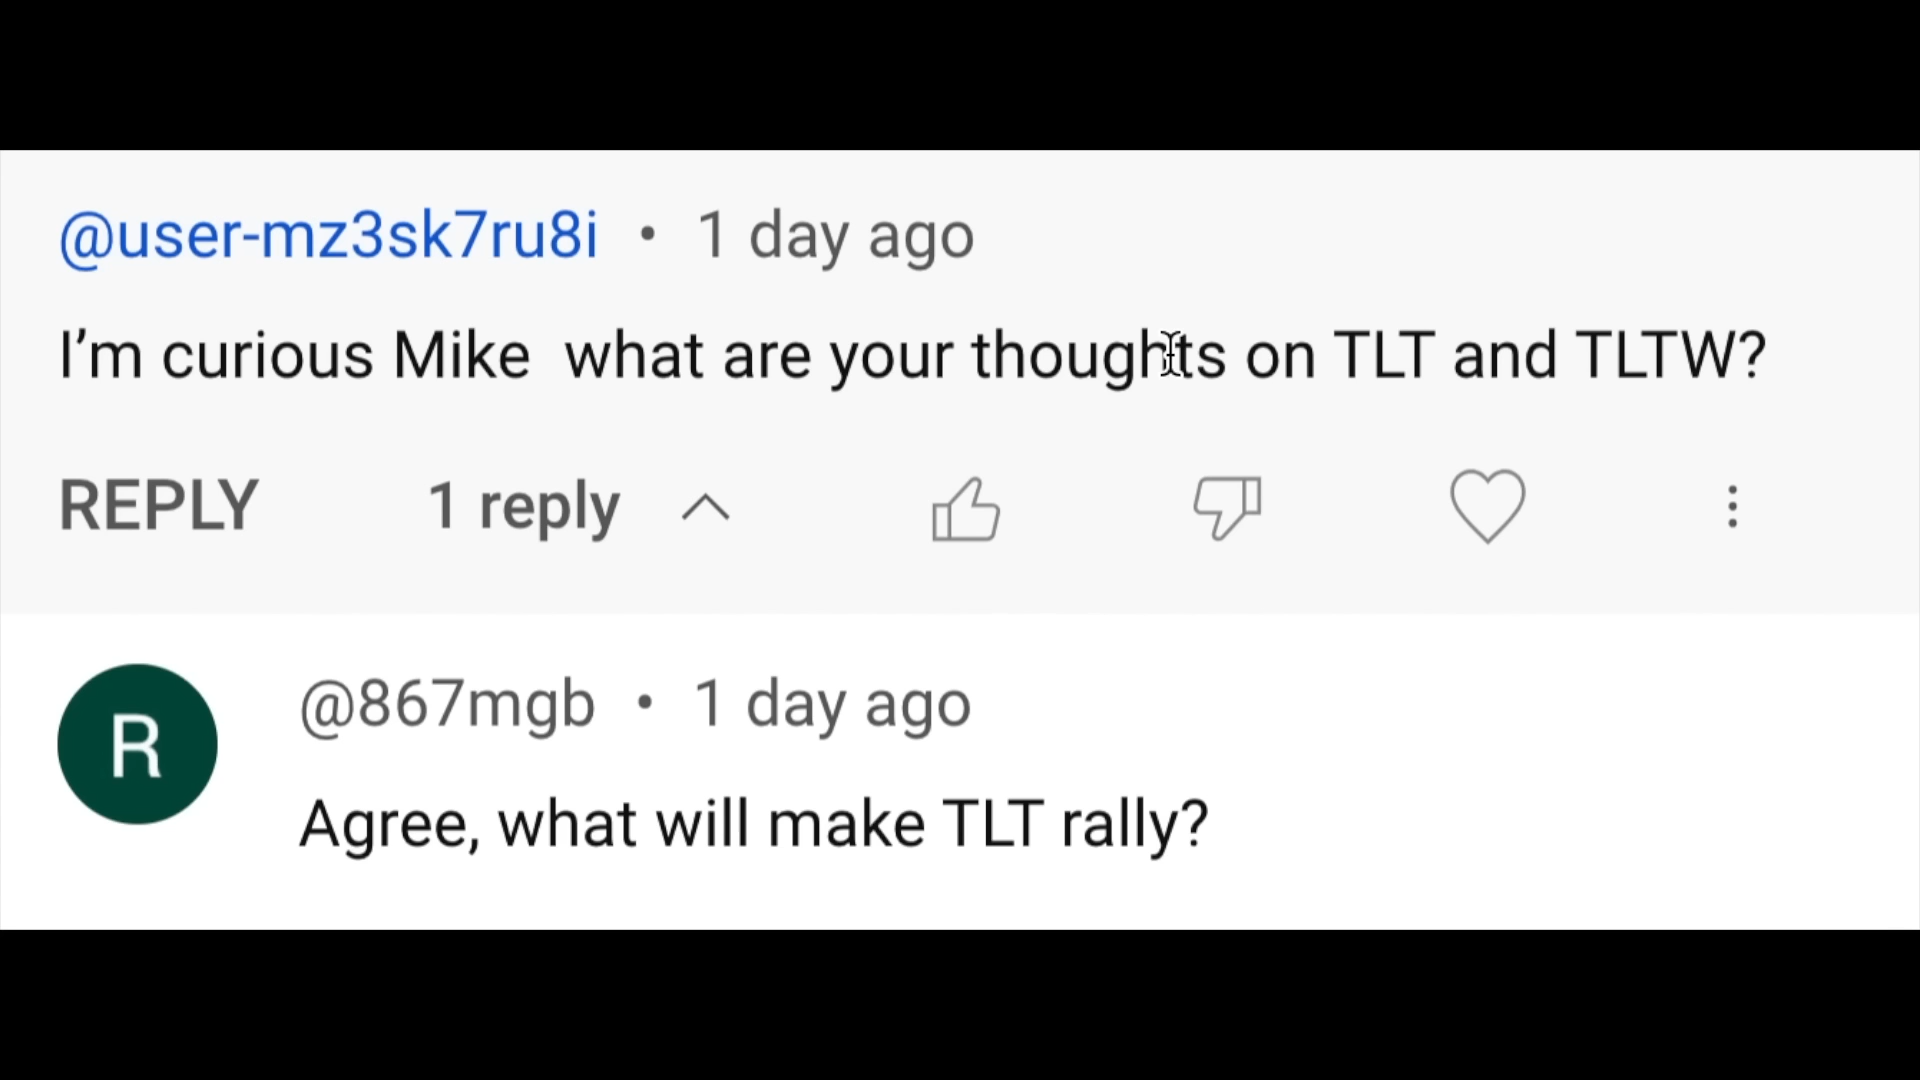 @user-mz3sk7ru8i • 1 day ago
I’m curious Mike  what are your thoughts on TLT and TLTW?
REPLY 1 reply
R
@867mgb • 1 day ago
Agree, what will make TLT rally?